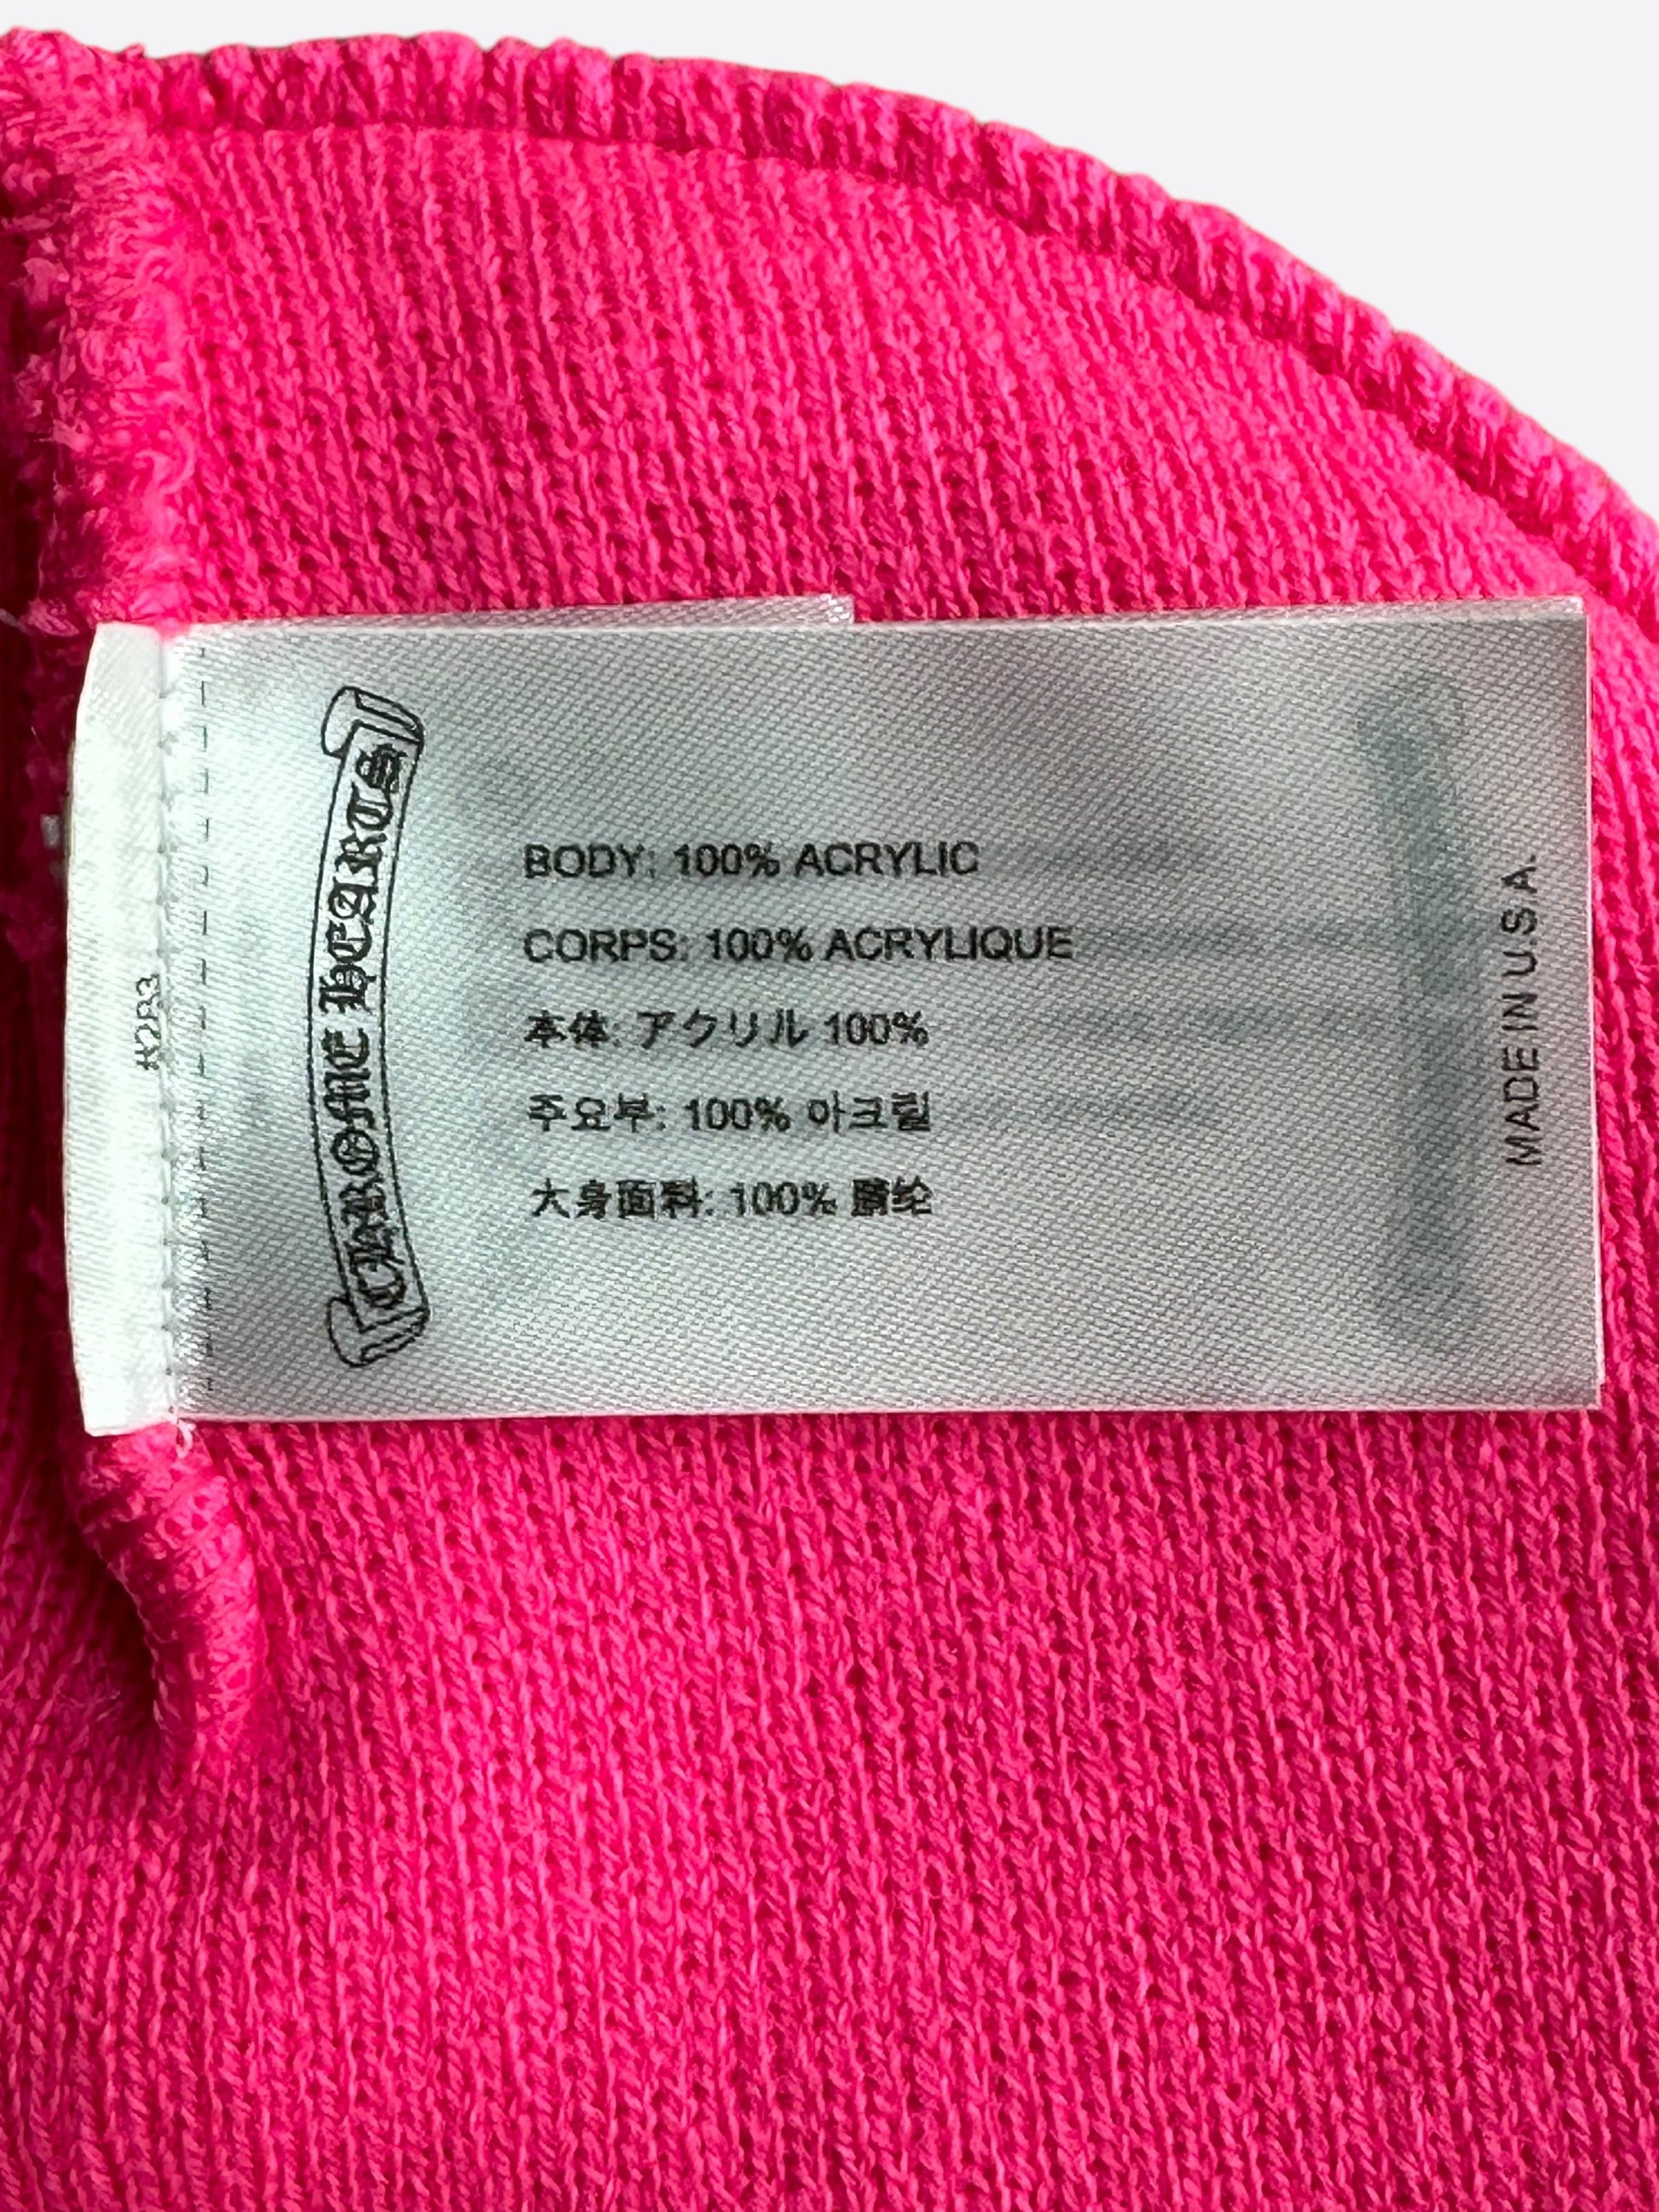 #283
CHROME HEARTS
BODY: 100% ACRYLIC
CORPS: 100% ACRYLIQUE
本体: アクリル 100%
주요부: 100% 아크릴
大身面料: 100% 腈纶
MADE IN U.S.A.